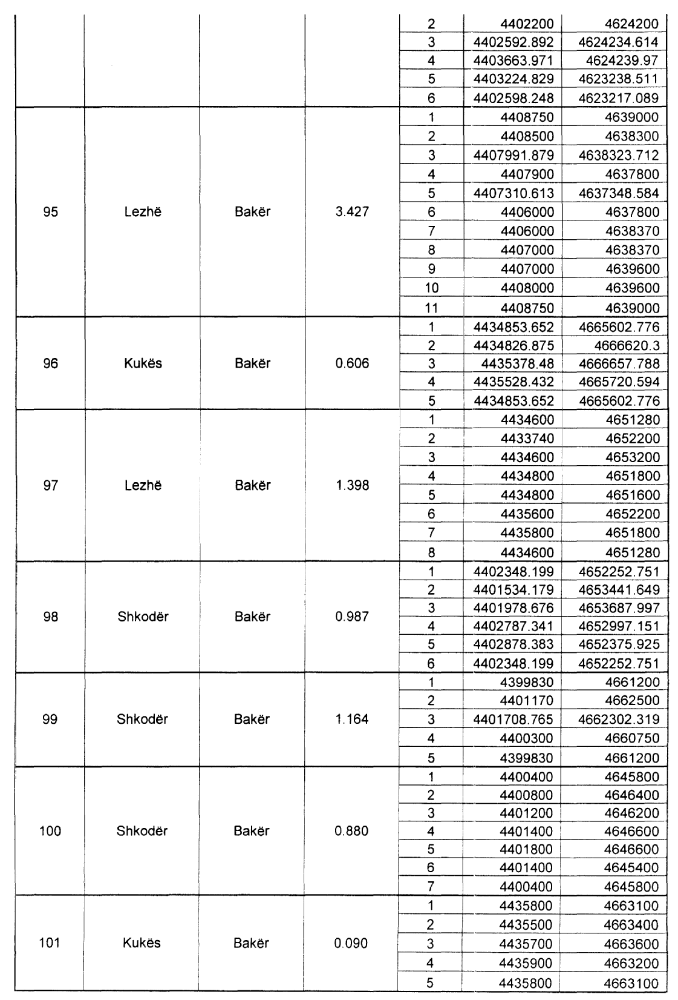 2 4402200 4624200
3 4402592.892 4624234.614
4 4403663.971 4624239.97
5 4403224.829 4623238.511
6 4402598.248 4623217.089
1 4408750 4639000
2 4408500 4638300
3 4407991.879 4638323.712
4 4407900 4637800
5 4407310.613 4637348.584
95 Lezhë Bakër 3.427 6 4406000 4637800
7 4406000 4638370
8 4407000 4638370
9 4407000 4639600
10 4408000 4639600
11 4408750 4639000
1 4434853.652 4665602.776
2 4434826.875 4666620.3
96 Kukës Bakër 0.606 3 4435378.48 4666657.788
4 4435528.432 4665720.594
5 4434853.652 4665602.776
1 4434600 4651280
2 4433740 4652200
3 4434600 4653200
97 Lezhë Bakër 1.398 4 4434800 4651800
5 4434800 4651600
6 4435600 4652200
7 4435800 4651800
8 4434600 4651280
1 4402348.199 4652252.751
2 4401534.179 4653441.649
98 Shkodër Bakër 0.987 3 4401978.676 4653687.997
4 4402787.341 4652997.151
5 4402878.383 4652375.925
6 4402348.199 4652252.751
1 4399830 4661200
2 4401170 4662500
99 Shkodër Bakër 1.164 3 4401708.765 4662302.319
4 4400300 4660750
5 4399830 4661200
1 4400400 4645800
2 4400800 4646400
3 4401200 4646200
100 Shkodër Bakër 0.880 4 4401400 4646600
5 4401800 4646600
6 4401400 4645400
7 4400400 4645800
1 4435800 4663100
2 4435500 4663400
101 Kukës Bakër 0.090 3 4435700 4663600
4 4435900 4663200
5 4435800 4663100